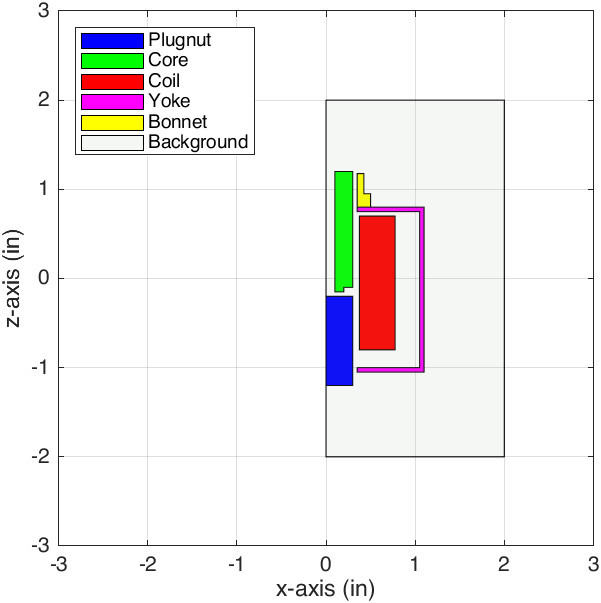 3
2
1
0
-1
-2
-3
z-axis (in)
Plugnut
Core
Coil
Yoke
Bonnet
Background
-3 -2 -1 0 1 2 3
x-axis (in)